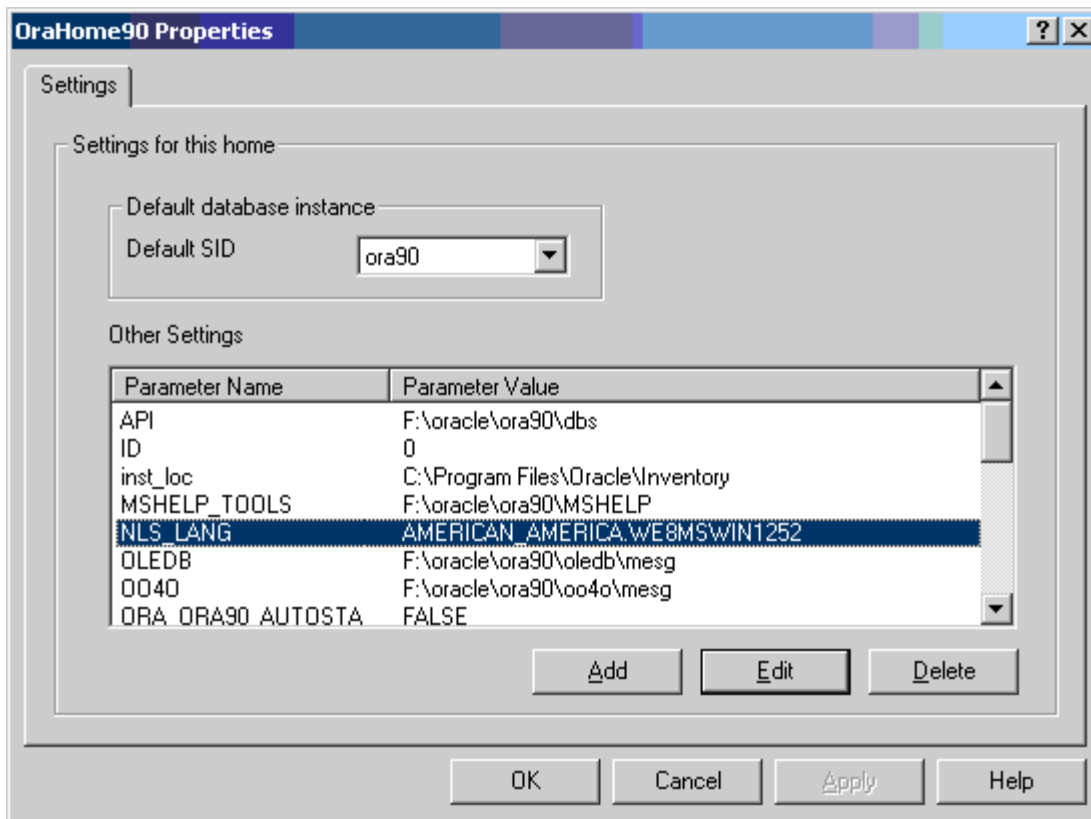 OraHome90 Properties
Settings
Settings for this home
Default database instance
Default SID ora90
Other Settings
Parameter Name Parameter Value
API F:\oracle\ora90\dbs
ID 0
inst_loc C:\Program Files\Oracle\Inventory
MSHELP_TOOLS F:\oracle\ora90\MSHELP
NLS_LANG AMERICAN_AMERICA.WE8MSWIN1252
OLEDB F:\oracle\ora90\oledb\mesg
OO4O F:\oracle\ora90\oo4o\mesg
ORA_ORA90_AUTOSTA FALSE
Add Edit Delete
OK Cancel Apply Help